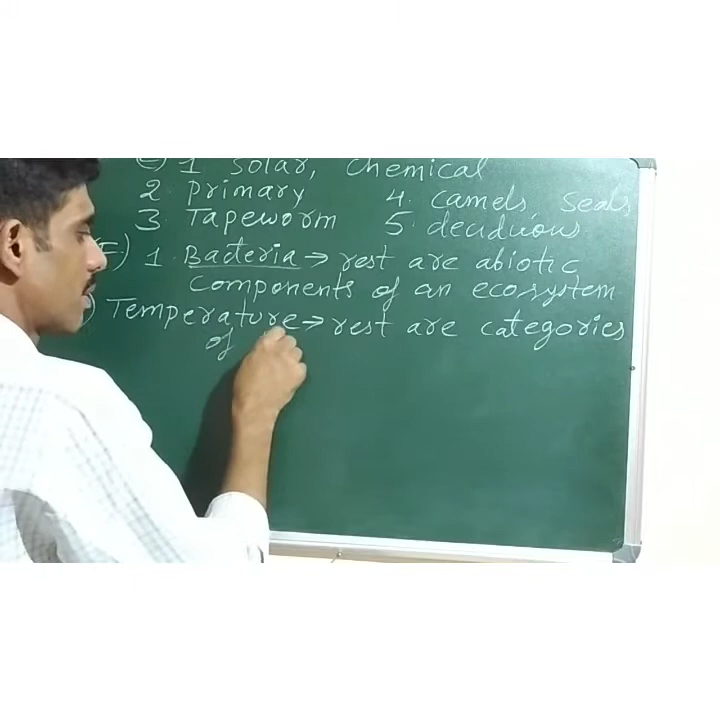 (E) 1 Solar, Chemical
2 Primary 4. Camels, Seals
3 Tapeworm 5. deciduous
(F) 1. Bacteria → rest are abiotic
Components of an ecosystem
) Temperature → rest are categories
of